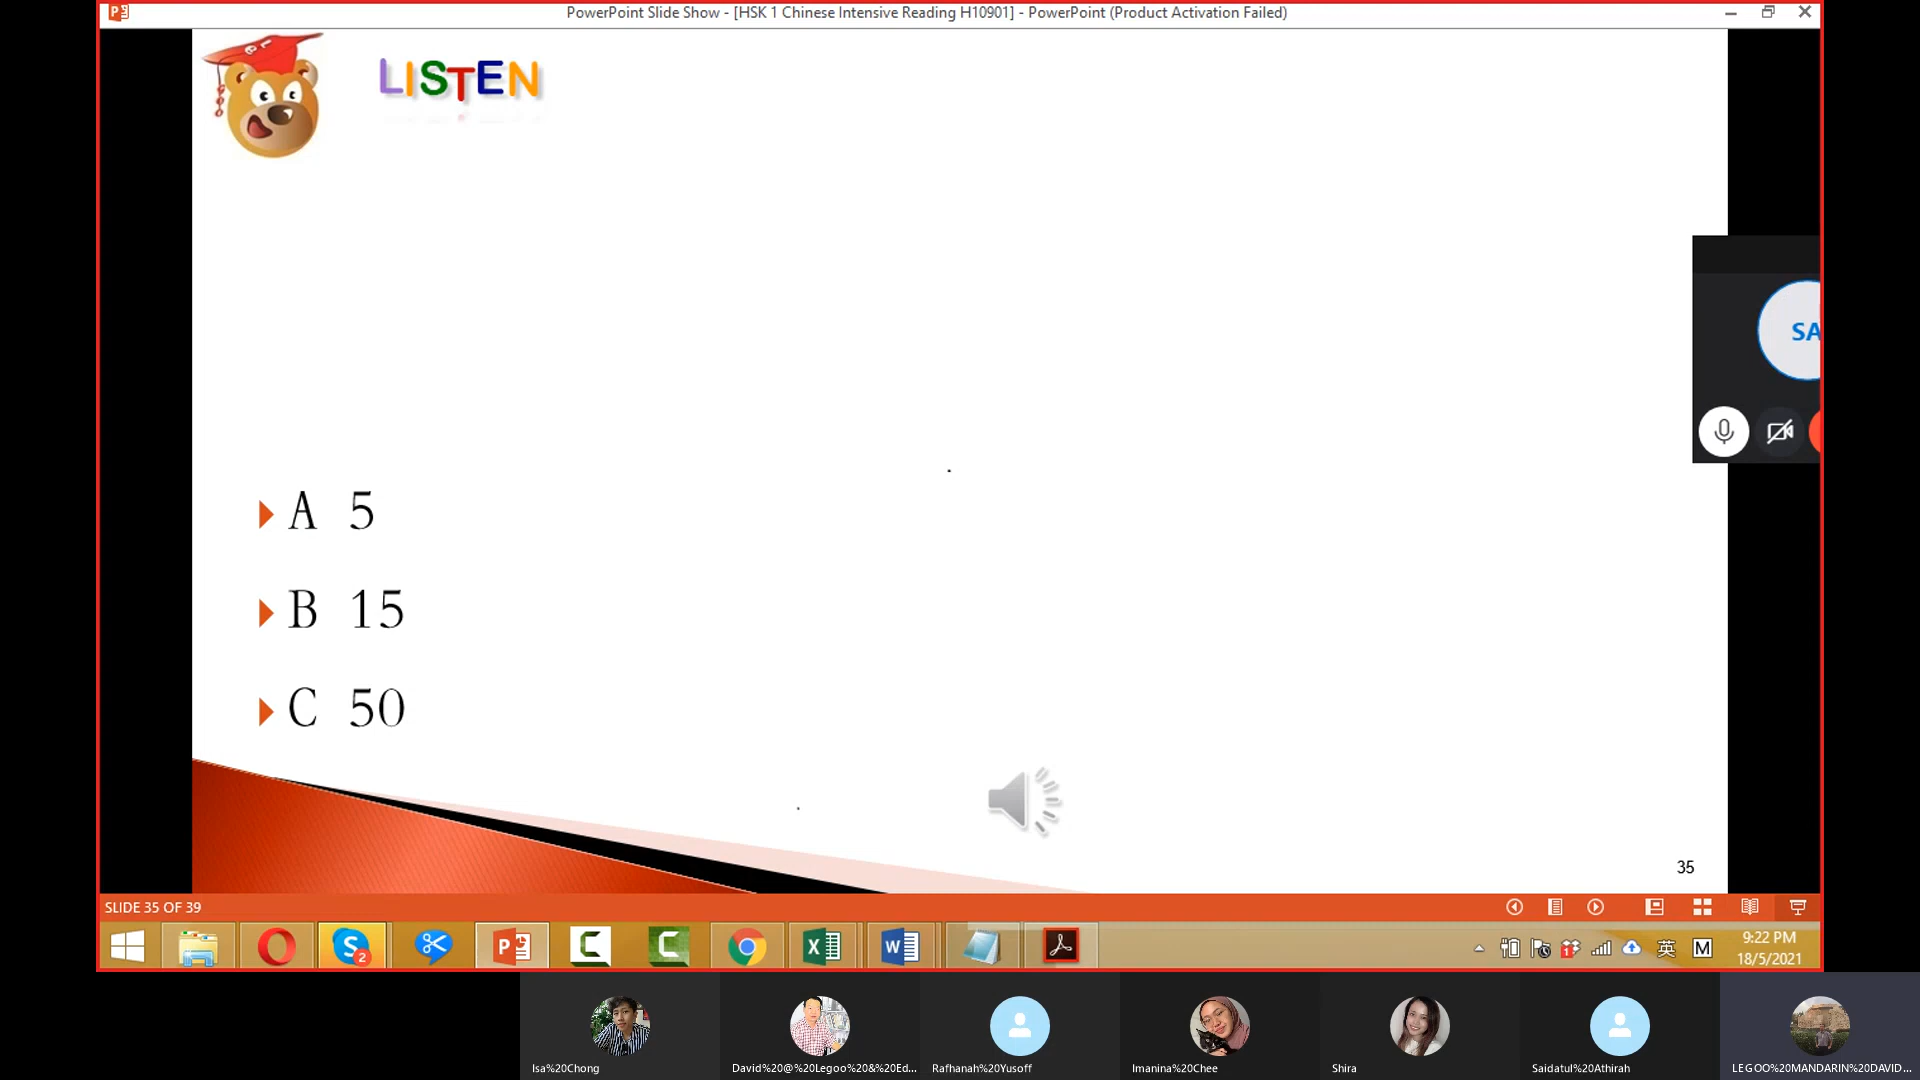 PowerPoint Slide Show - [HSK 1 Chinese Intensive Reading H10901] - PowerPoint (Product Activation Failed)
LISTEN
SA
A 5
B 15
C 50
35
SLIDE 35 OF 39
2
英 M
9:22 PM
18/5/2021
Isa%20Chong
David%20@%20Legoo%20&%20Ed...
Rafhanah%20Yusoff
Imanina%20Chee
Shira
Saidatul%20Athirah
LEGOO%20MANDARIN%20DAVID...